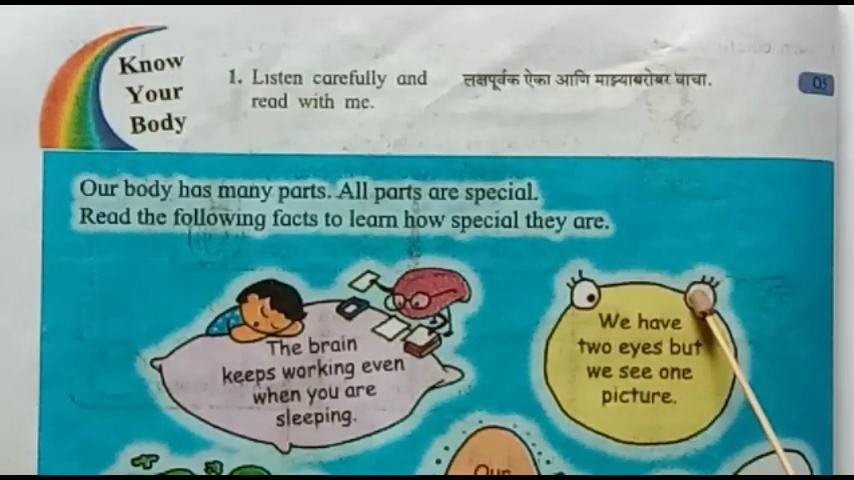 Know
Your
Body
1. Listen carefully and
read with me.
लक्षपूर्वक ऐका आणि माझ्याबरोबर वाचा.
05
Our body has many parts. All parts are special.
Read the following facts to learn how special they are.
The brain
keeps working even
when you are
sleeping.
We have
two eyes but
we see one
picture.
Our